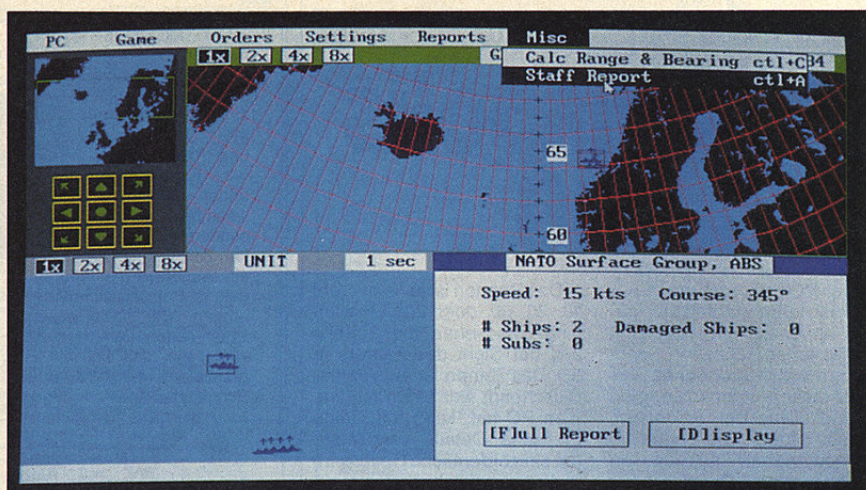 PC Game Orders Settings Reports Misc
1x 2x 4x 8x G
Calc Range & Bearing ctl+C 34
Staff Report ctl+A
65
60
1x 2x 4x 8x UNIT 1 sec
NATO Surface Group, ABS
Speed: 15 kts Course: 345°
# Ships: 2 Damaged Ships: 0
# Subs: 0
[F]ull Report [D]isplay